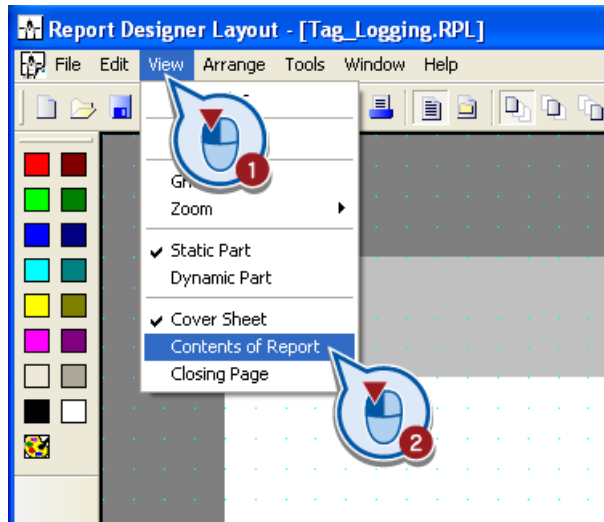 Report Designer Layout - [Tag_Logging.RPL]
File Edit View Arrange Tools Window Help
1
Zoom
Static Part
Dynamic Part
Cover Sheet
Contents of Report
Closing Page
2